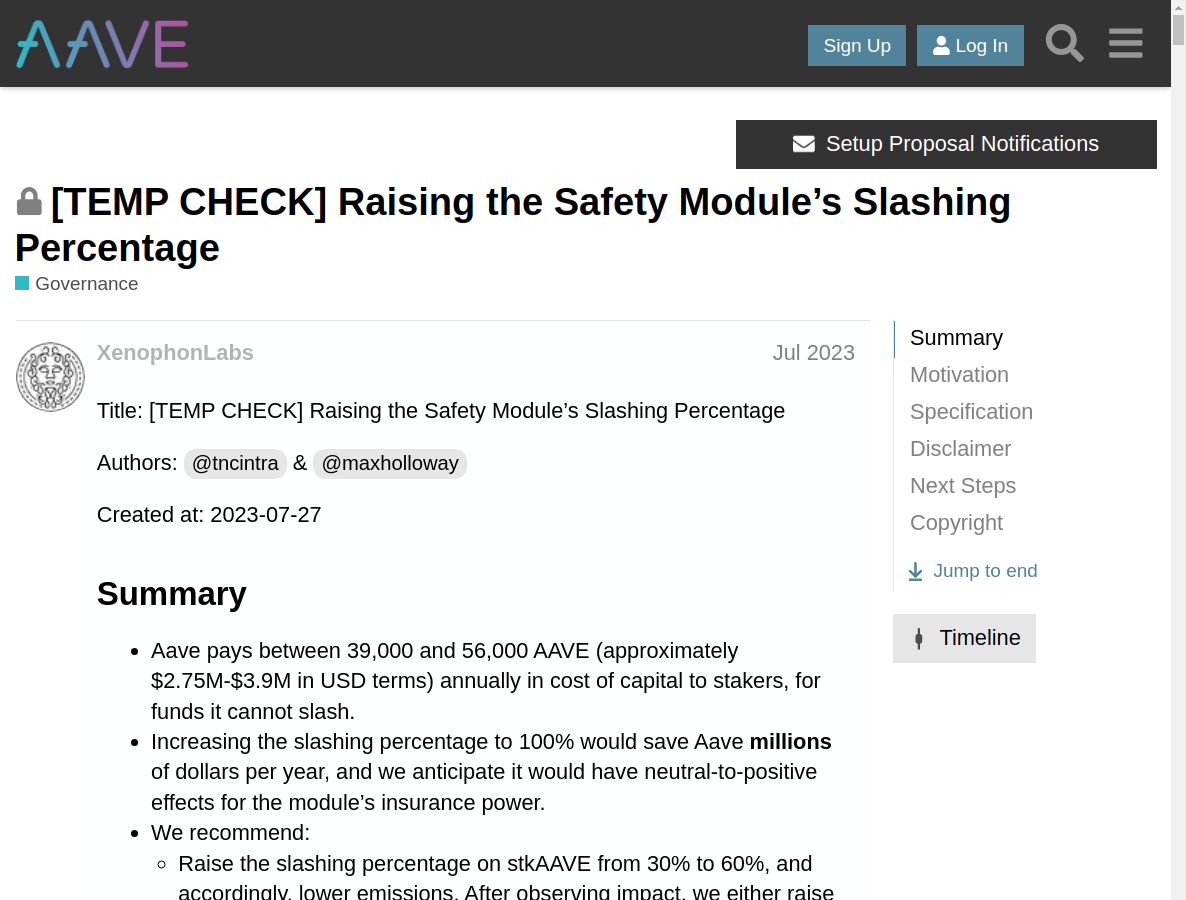 AAVE
Sign Up
Log In
Setup Proposal Notifications
[TEMP CHECK] Raising the Safety Module’s Slashing
Percentage
Governance
XenophonLabs
Jul 2023
Title: [TEMP CHECK] Raising the Safety Module’s Slashing Percentage
Authors: @tncintra & @maxholloway
Created at: 2023-07-27
Summary
Aave pays between 39,000 and 56,000 AAVE (approximately
$2.75M-$3.9M in USD terms) annually in cost of capital to stakers, for
funds it cannot slash.
Increasing the slashing percentage to 100% would save Aave millions
of dollars per year, and we anticipate it would have neutral-to-positive
effects for the module’s insurance power.
We recommend:
Raise the slashing percentage on stkAAVE from 30% to 60%, and
accordingly, lower emissions. After observing impact, we either raise
Summary
Motivation
Specification
Disclaimer
Next Steps
Copyright
Jump to end
Timeline